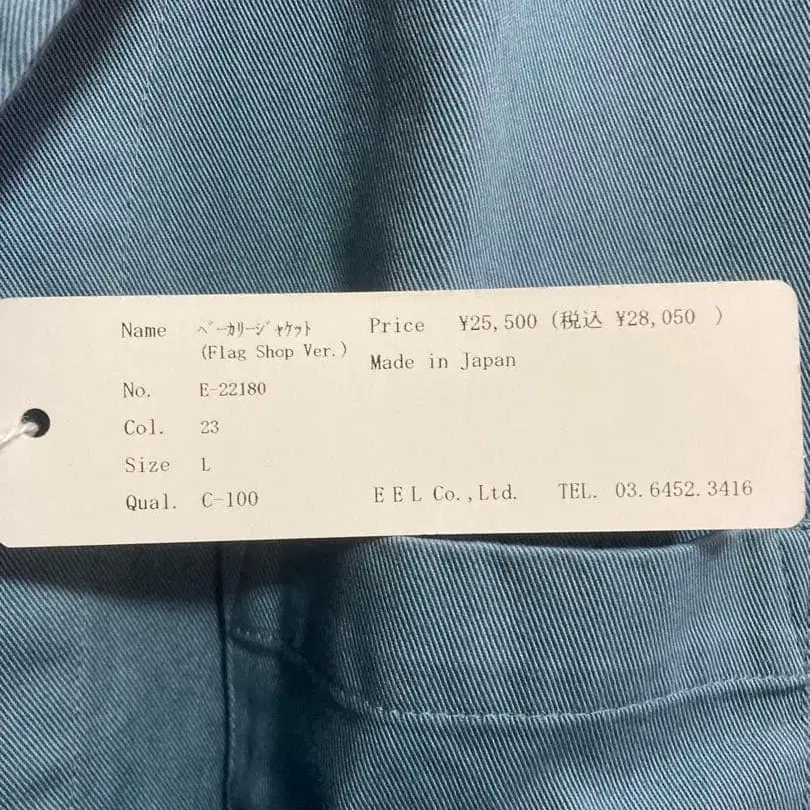 Name ﾍﾞｰｶﾘｰｼﾞｬｹｯﾄ
(Flag Shop Ver.)
Price ¥25,500 (税込 ¥28,050 )
Made in Japan
No. E-22180
Col. 23
Size L
Qual. C-100
E E L Co.,Ltd. TEL. 03.6452.3416